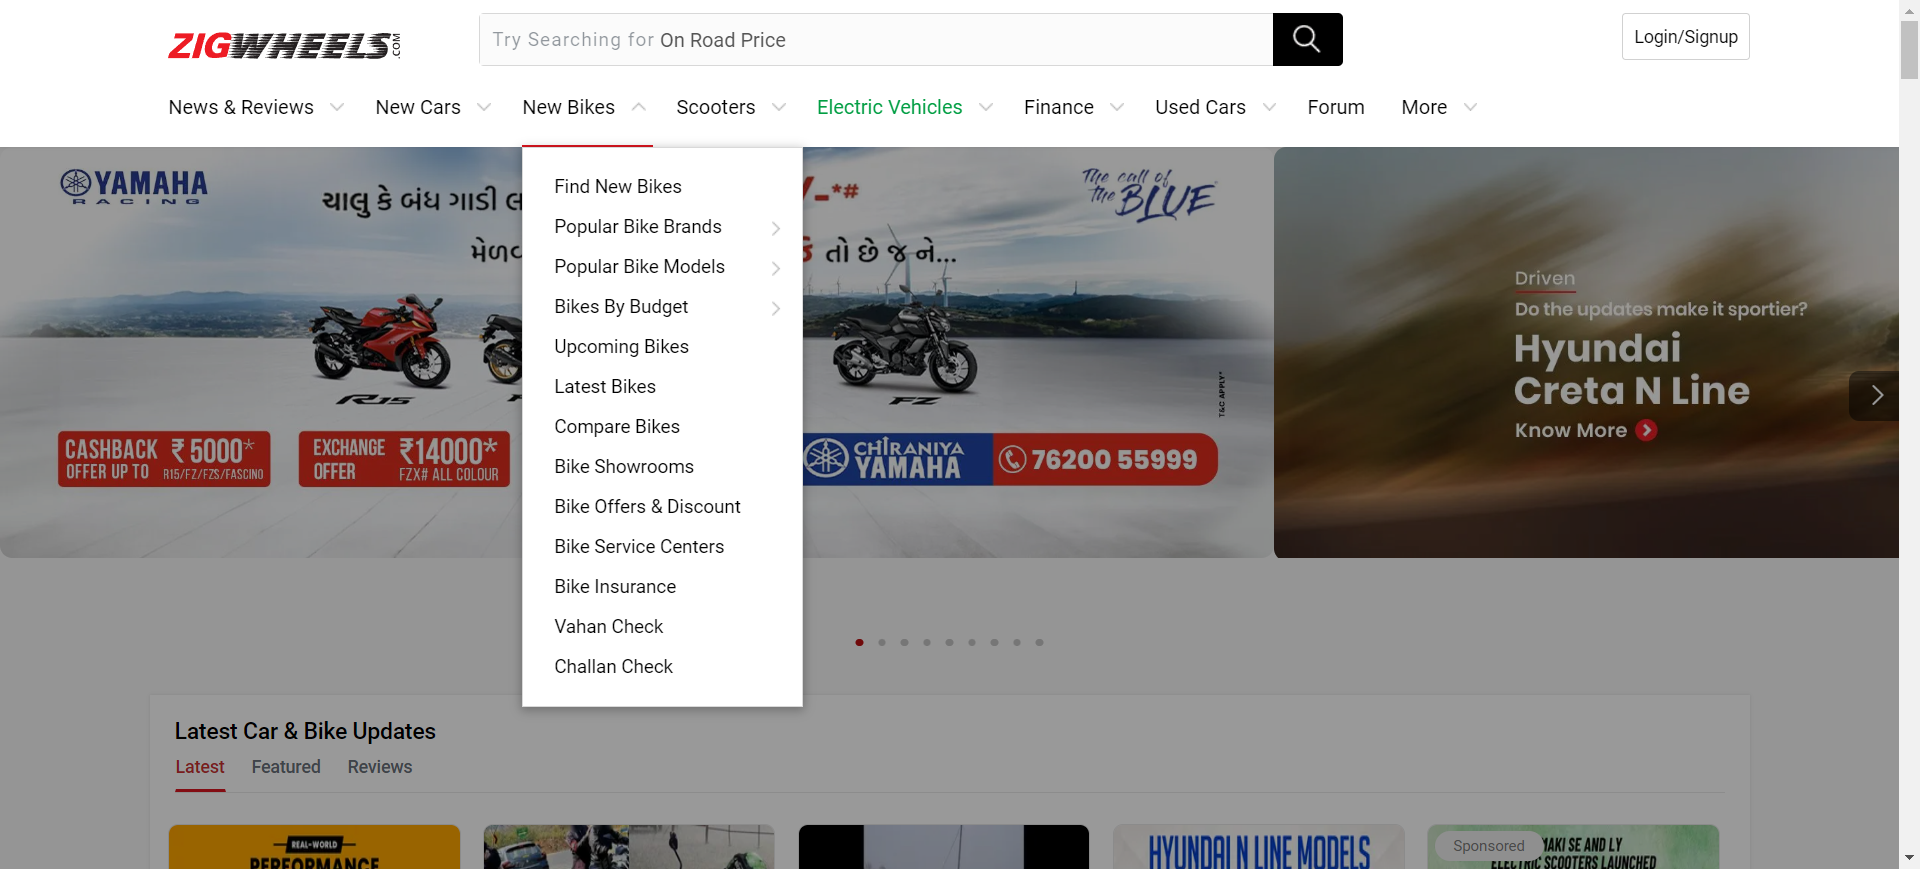 ZIGWHEELS.COM
Try Searching for On Road Price
Login/Signup
News & Reviews
New Cars
New Bikes
Scooters
Electric Vehicles
Finance
Used Cars
Forum
More
Find New Bikes
Popular Bike Brands
Popular Bike Models
Bikes By Budget
Upcoming Bikes
Latest Bikes
Compare Bikes
Bike Showrooms
Bike Offers & Discount
Bike Service Centers
Bike Insurance
Vahan Check
Challan Check
YAMAHA
RACING
ચાલુ કે બંધ ગાડી
/-*#
The call of
the BLUE
તો છે જ ને...
R15
FZ
T&C APPLY*
CASHBACK
OFFER UP TO
₹ 5000*
R15/FZ/FZS/FASCINO
EXCHANGE
OFFER
₹14000*
FZX# ALL COLOUR
CHIRANIYA
YAMAHA
76200 55999
Driven
Do the updates make it sportier?
Hyundai
Creta N Line
Know More
Latest Car & Bike Updates
Latest
Featured
Reviews
REAL-WORLD
PERFORMANCE
HYUNDAI N LINE MODELS
Sponsored
MAKI SE AND LY
ELECTRIC SCOOTERS LAUNCHED